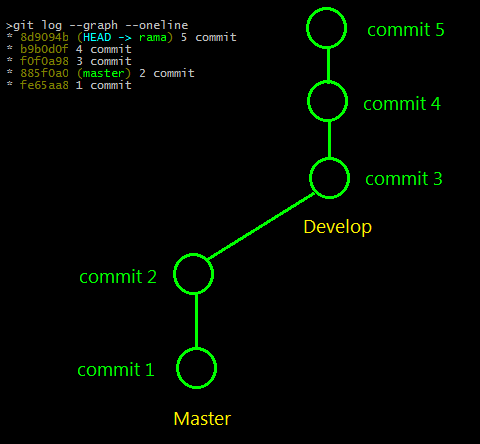 >git log --graph --oneline
* 8d9094b (HEAD -> rama) 5 commit
* b9b0d0f 4 commit
* f0f0a98 3 commit
* 885f0a0 (master) 2 commit
* fe65aa8 1 commit
commit 5
commit 4
commit 3
Develop
commit 2
commit 1
Master